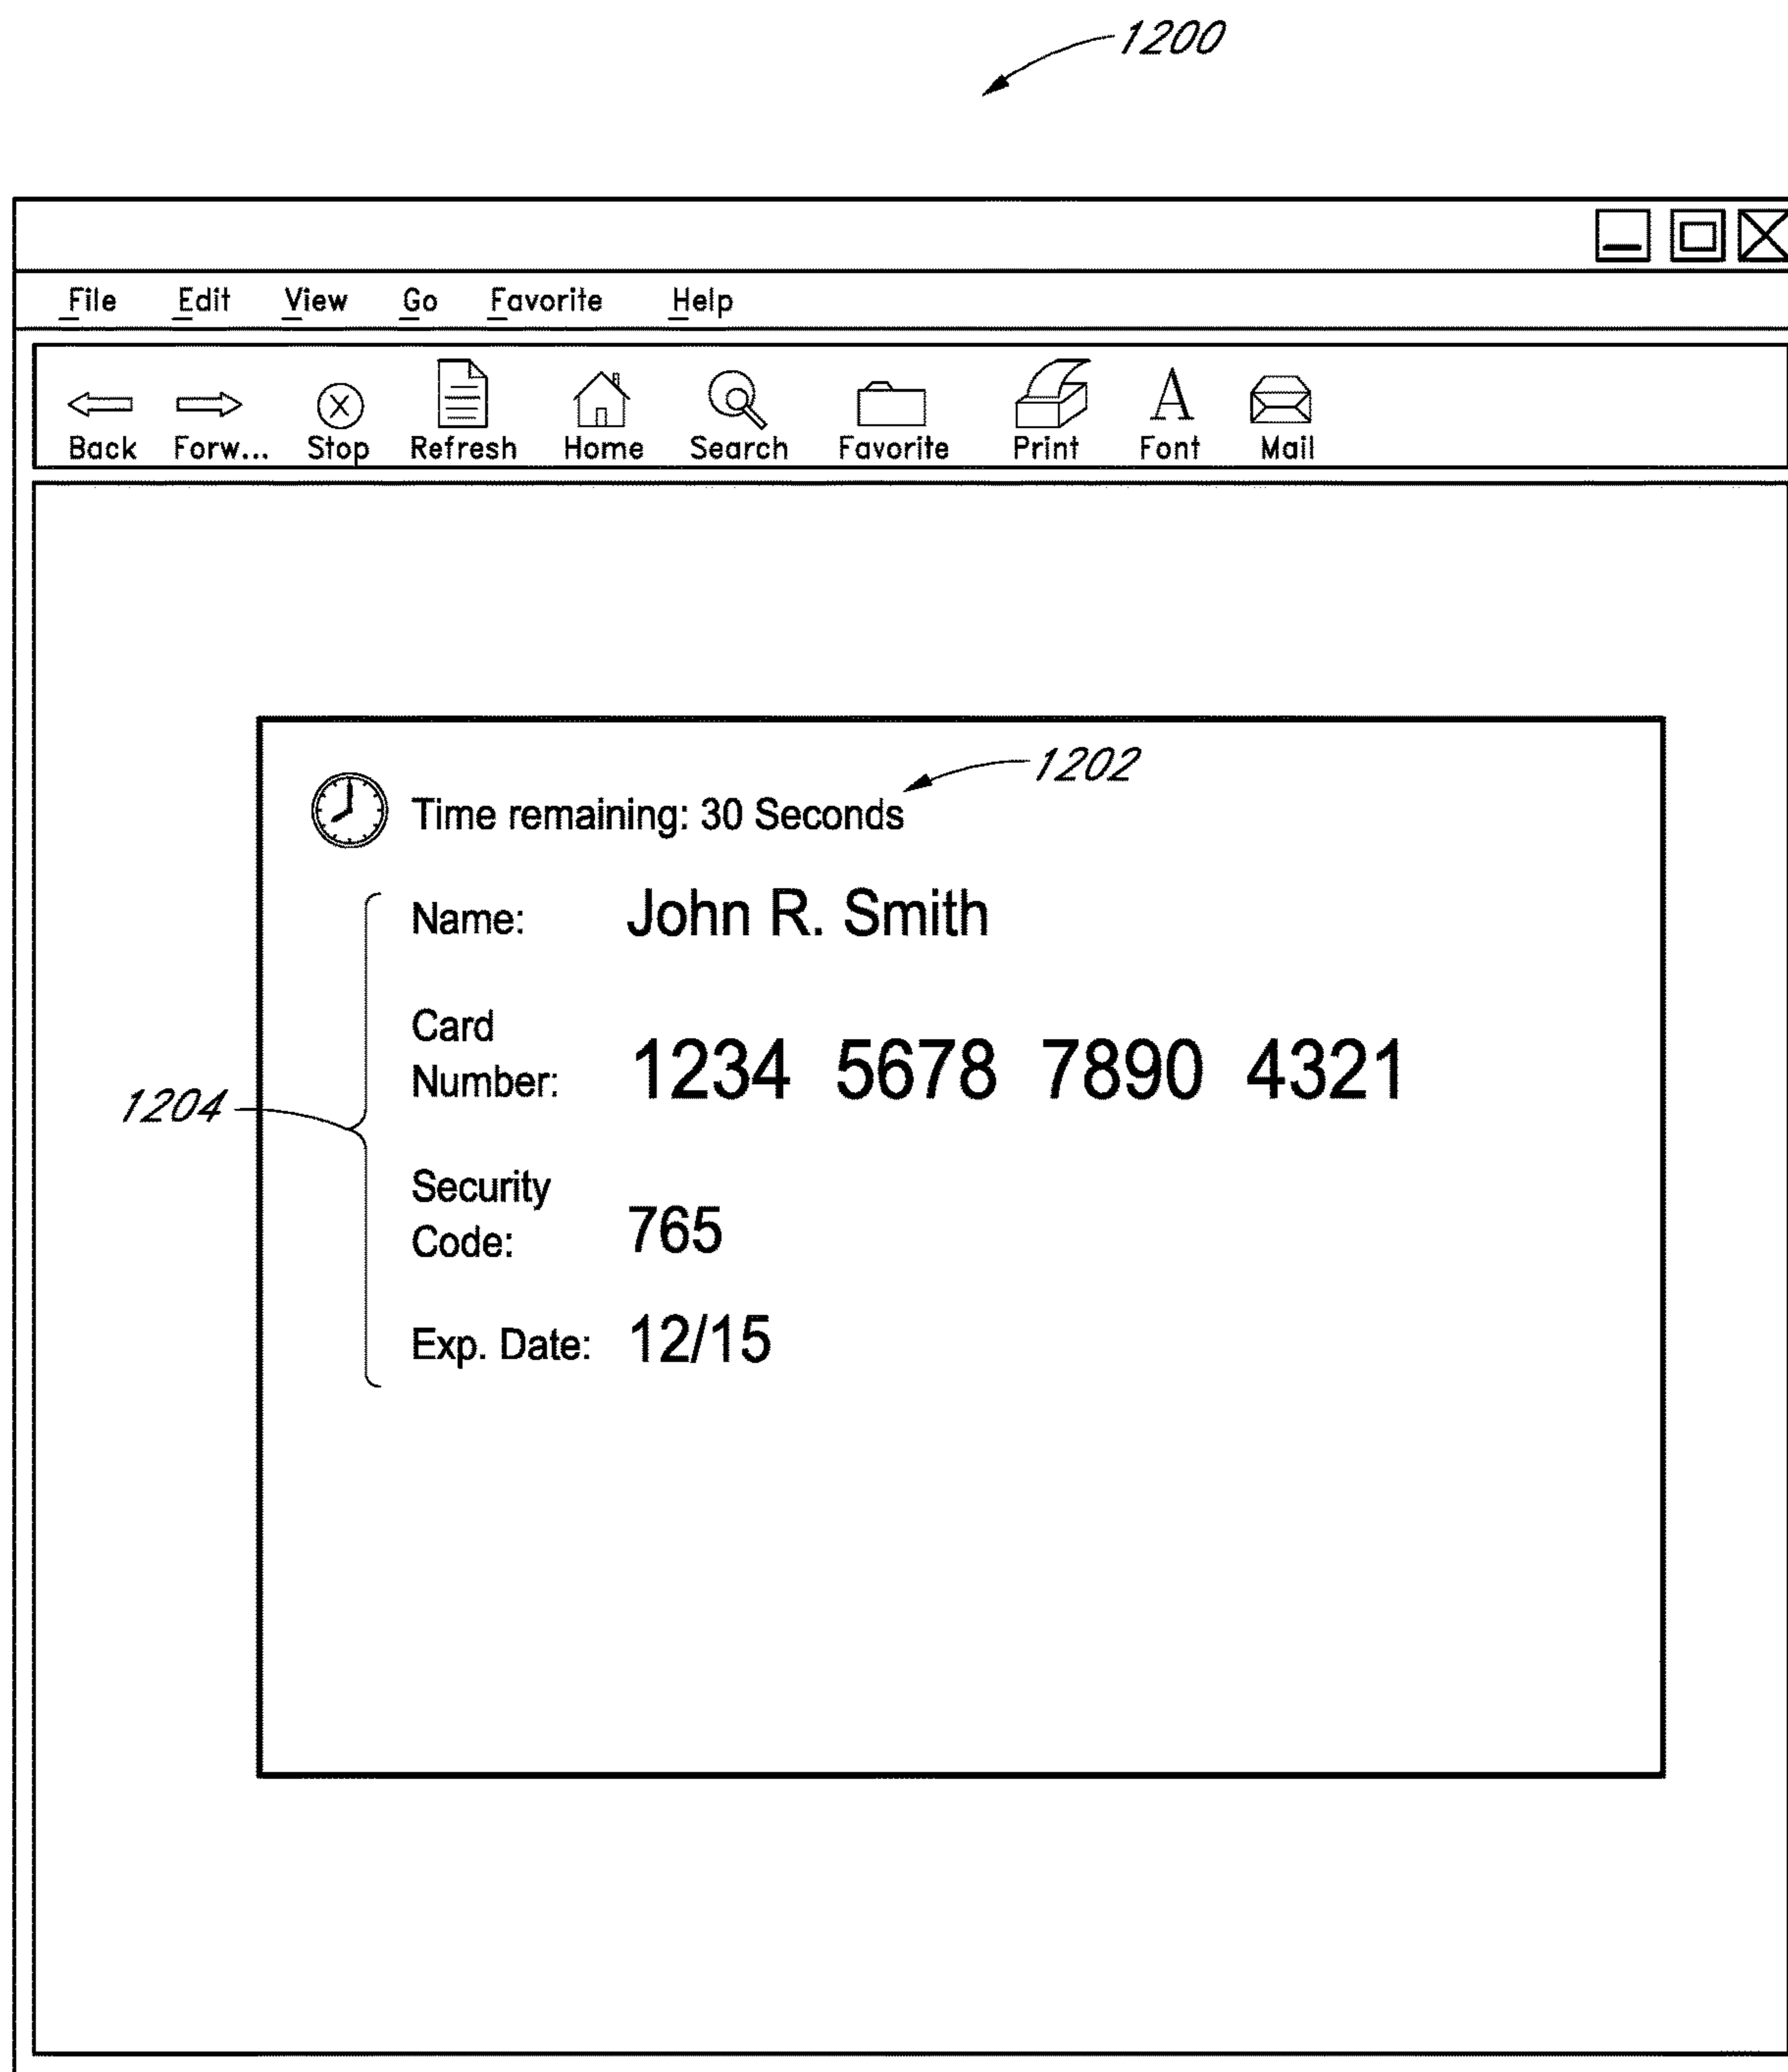 1200
File Edit View Go Favorite Help
Back Forw... Stop Refresh Home Search Favorite Print Font Mail
1202
Time remaining: 30 Seconds
Name: John R. Smith
Card
Number: 1234 5678 7890 4321
1204
Security
Code: 765
Exp. Date: 12/15